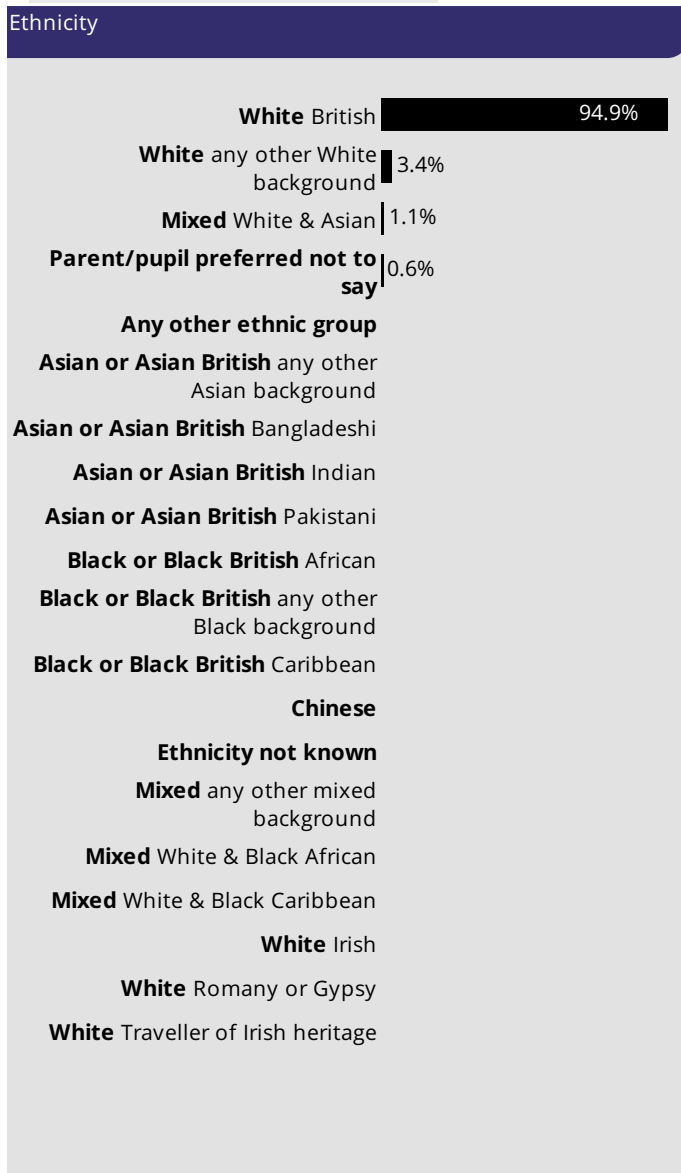 Ethnicity
White British 94.9%
White any other White
background 3.4%
Mixed White & Asian 1.1%
Parent/pupil preferred not to
say 0.6%
Any other ethnic group
Asian or Asian British any other
Asian background
Asian or Asian British Bangladeshi
Asian or Asian British Indian
Asian or Asian British Pakistani
Black or Black British African
Black or Black British any other
Black background
Black or Black British Caribbean
Chinese
Ethnicity not known
Mixed any other mixed
background
Mixed White & Black African
Mixed White & Black Caribbean
White Irish
White Romany or Gypsy
White Traveller of Irish heritage